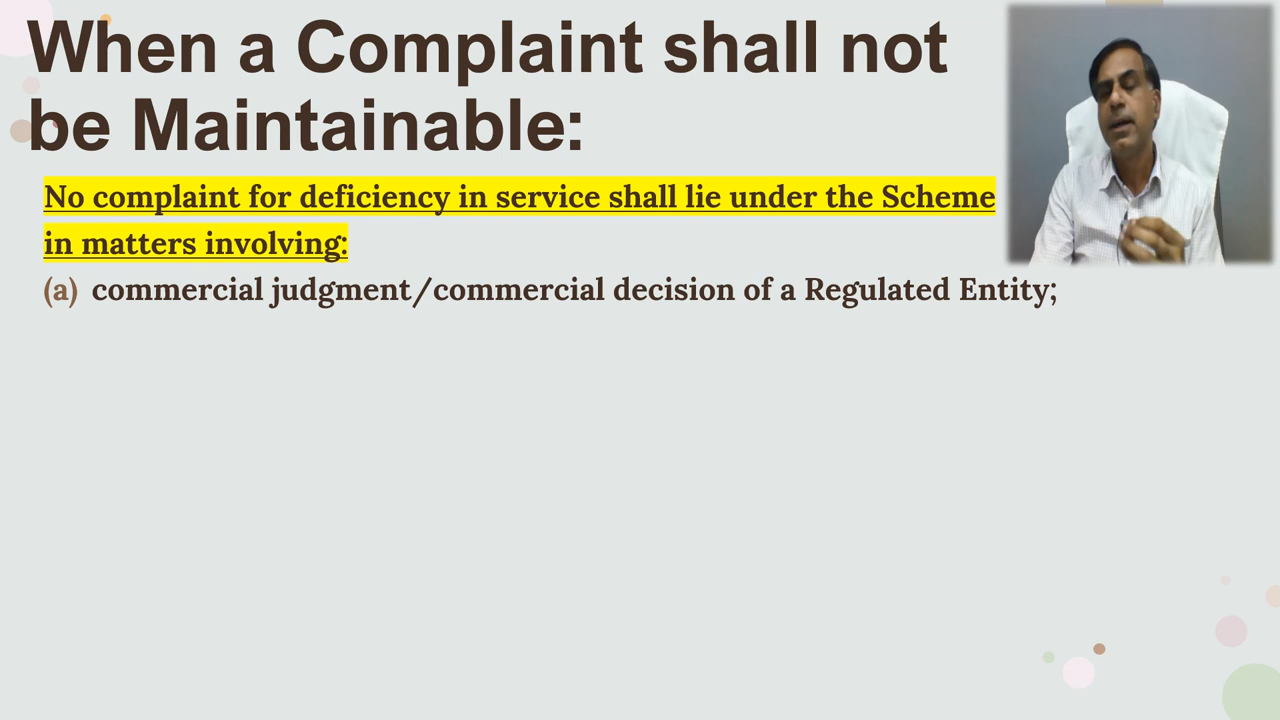 When a Complaint shall not
be Maintainable:
No complaint for deficiency in service shall lie under the Scheme
in matters involving:
(a) commercial judgment/commercial decision of a Regulated Entity;